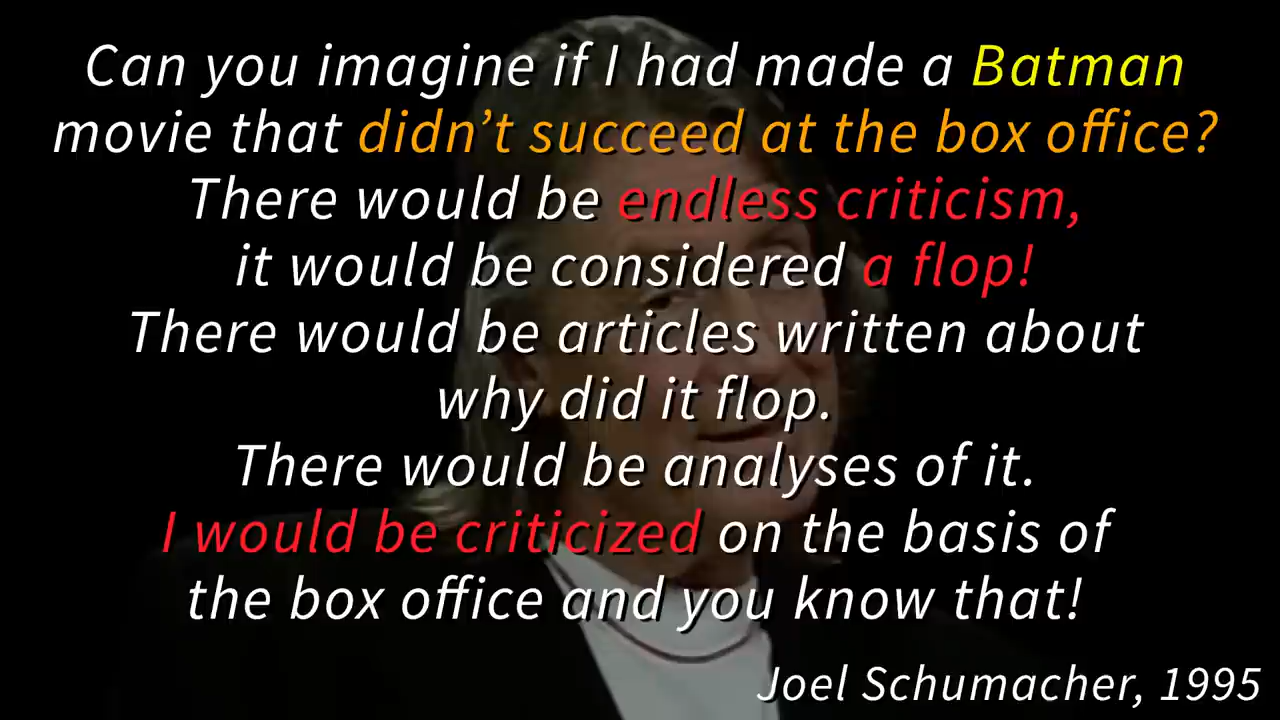 Can you imagine if I had made a Batman
movie that didn’t succeed at the box office?
There would be endless criticism,
it would be considered a flop!
There would be articles written about
why did it flop.
There would be analyses of it.
I would be criticized on the basis of
the box office and you know that!
Joel Schumacher, 1995